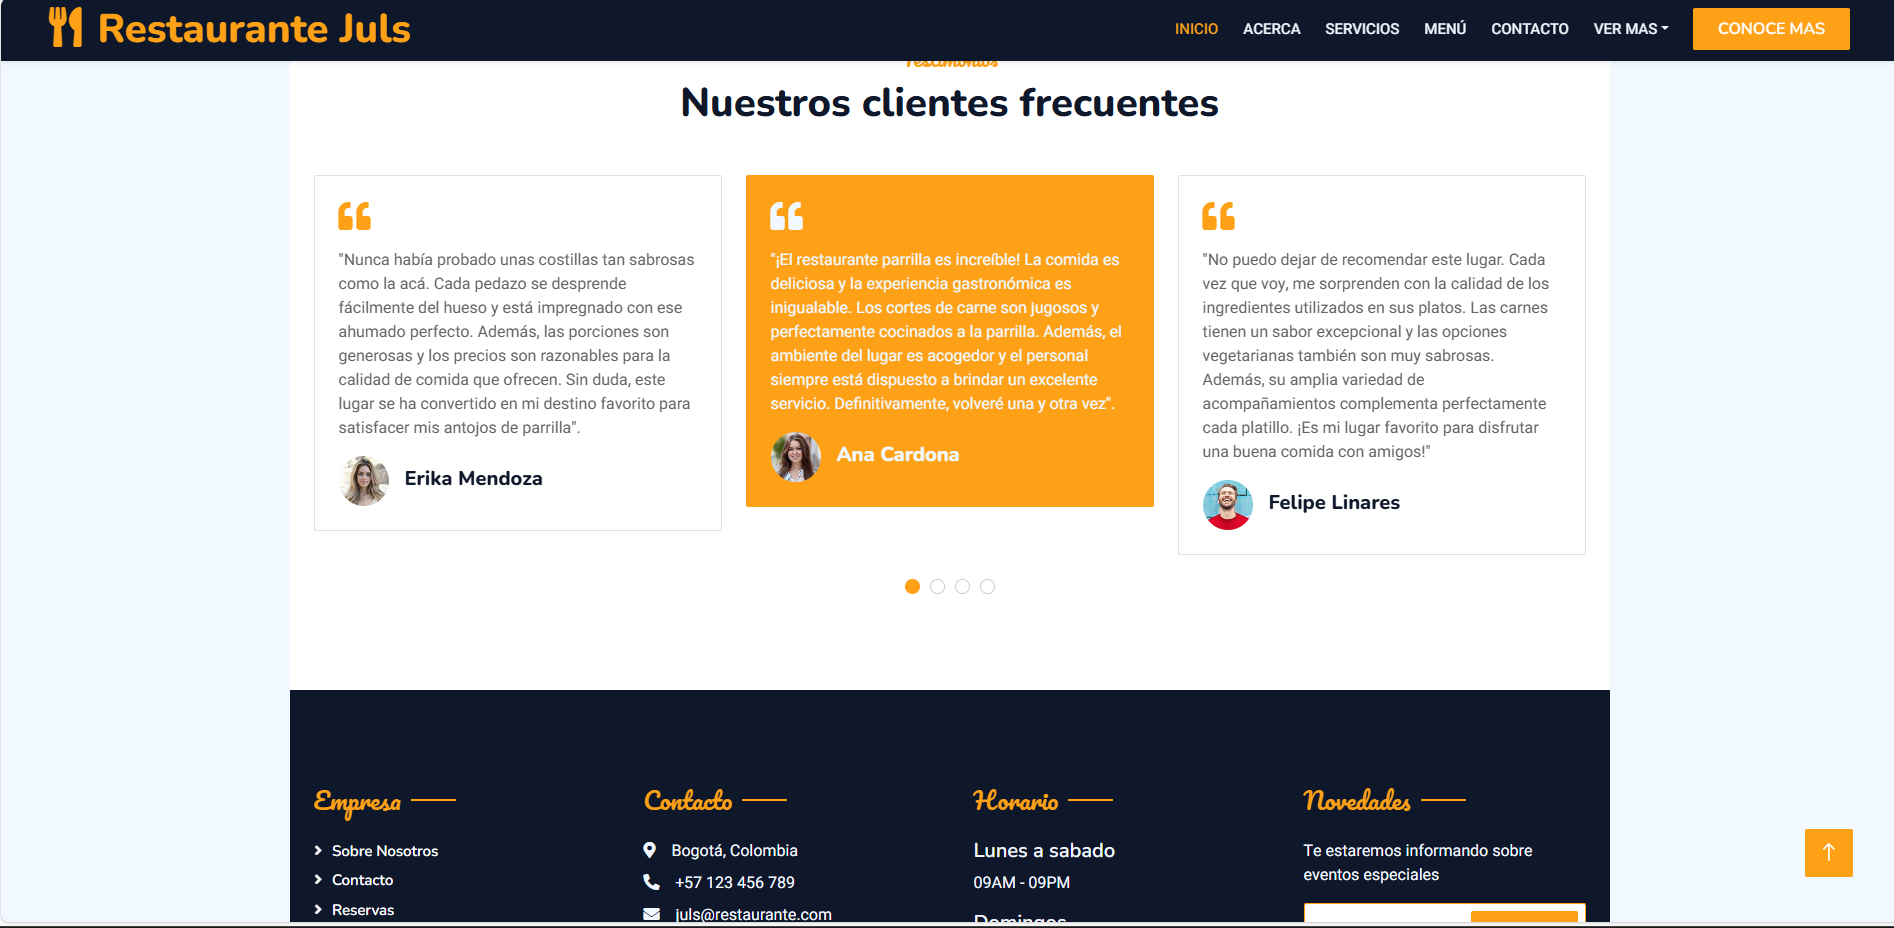 Restaurante Juls
INICIO ACERCA SERVICIOS MENÚ CONTACTO VER MAS CONOCE MAS
Testimonios
Nuestros clientes frecuentes
"Nunca había probado unas costillas tan sabrosas
como la acá. Cada pedazo se desprende
fácilmente del hueso y está impregnado con ese
ahumado perfecto. Además, las porciones son
generosas y los precios son razonables para la
calidad de comida que ofrecen. Sin duda, este
lugar se ha convertido en mi destino favorito para
satisfacer mis antojos de parrilla".
Erika Mendoza
"¡El restaurante parrilla es increíble! La comida es
deliciosa y la experiencia gastronómica es
inigualable. Los cortes de carne son jugosos y
perfectamente cocinados a la parrilla. Además, el
ambiente del lugar es acogedor y el personal
siempre está dispuesto a brindar un excelente
servicio. Definitivamente, volveré una y otra vez".
Ana Cardona
"No puedo dejar de recomendar este lugar. Cada
vez que voy, me sorprenden con la calidad de los
ingredientes utilizados en sus platos. Las carnes
tienen un sabor excepcional y las opciones
vegetarianas también son muy sabrosas.
Además, su amplia variedad de
acompañamientos complementa perfectamente
cada platillo. ¡Es mi lugar favorito para disfrutar
una buena comida con amigos!"
Felipe Linares
Empresa
Sobre Nosotros
Contacto
Reservas
Contacto
Bogotá, Colombia
+57 123 456 789
juls@restaurante.com
Horario
Lunes a sabado
09AM - 09PM
Domingos
Novedades
Te estaremos informando sobre
eventos especiales